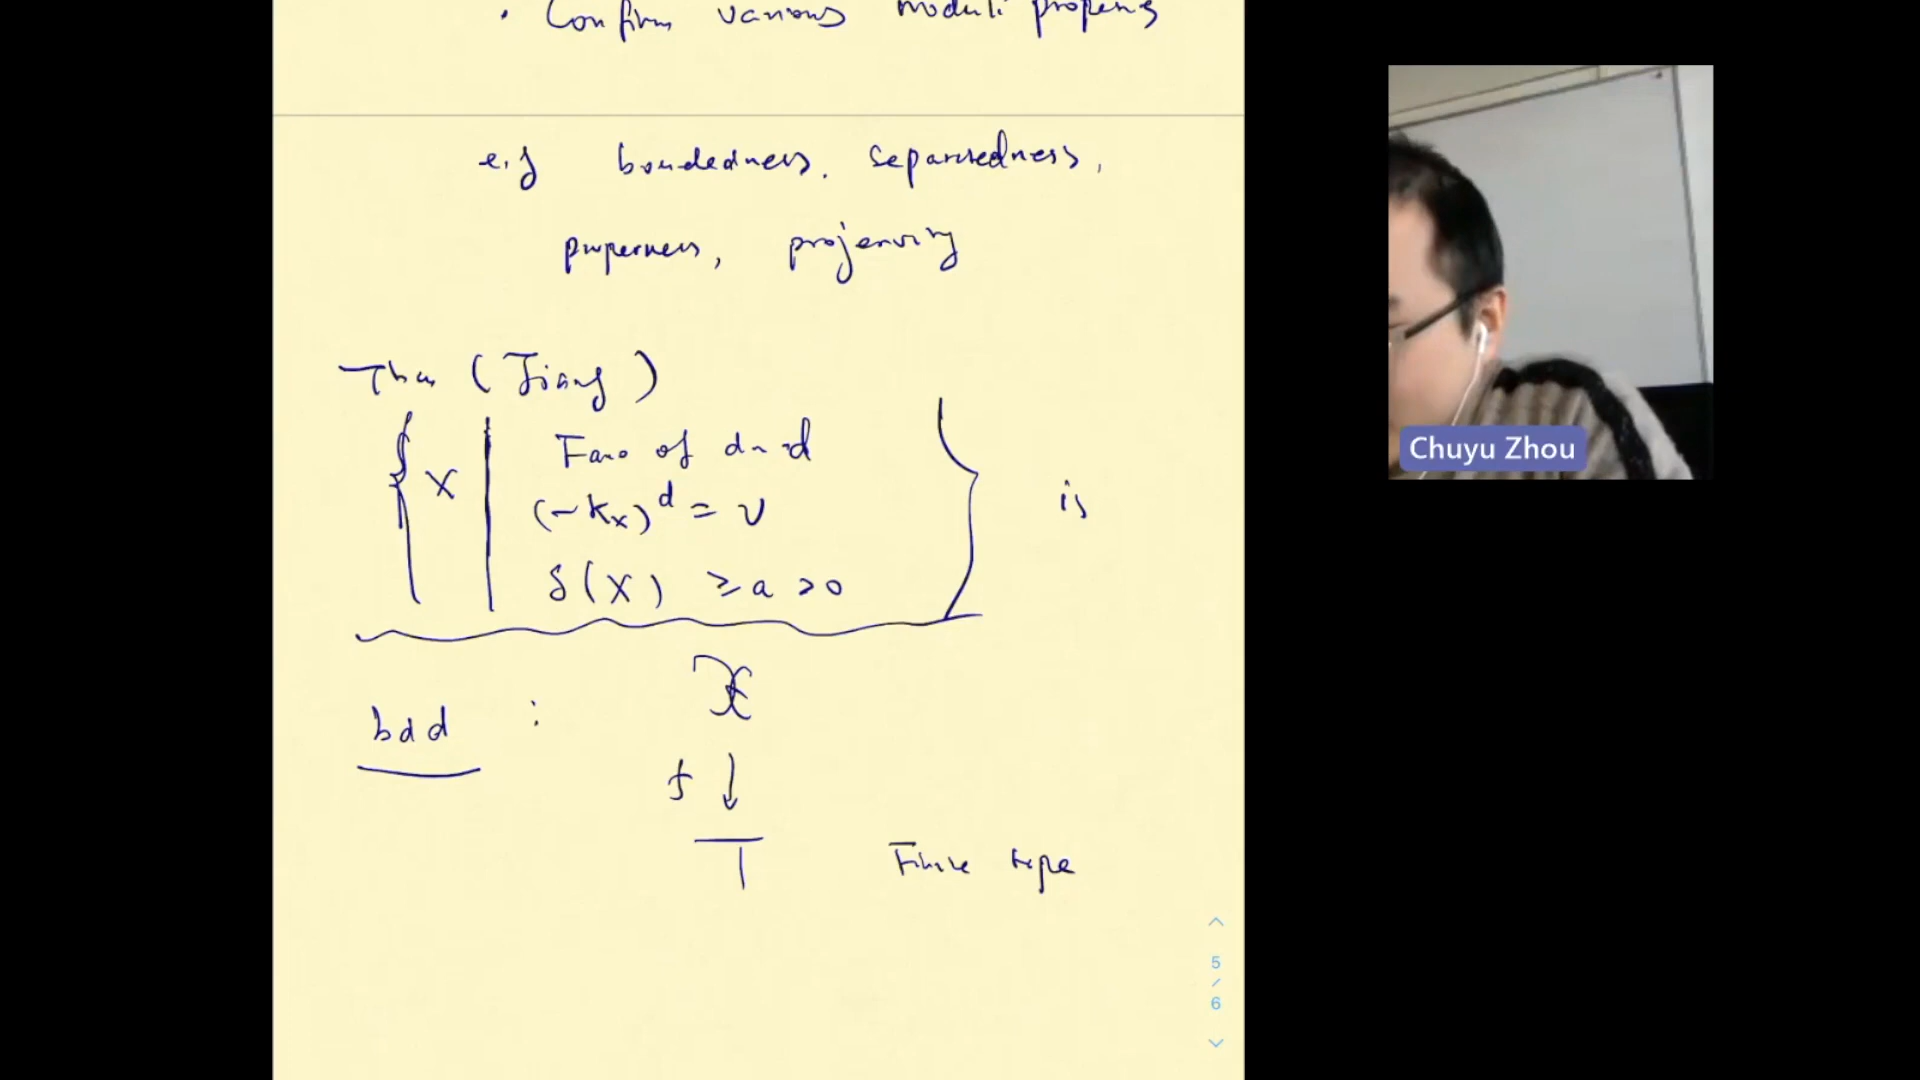 • Confirm various moduli properties
e.g boundedness, separatedness,
properness, projectivity
Thm (Jiang)
{ X | Fano of dim d
(-K_X)^d = v
δ(X) ≥ a > 0 } is
bdd : 𝒳
f ↓
T Finite type
Chuyu Zhou
5
/
6